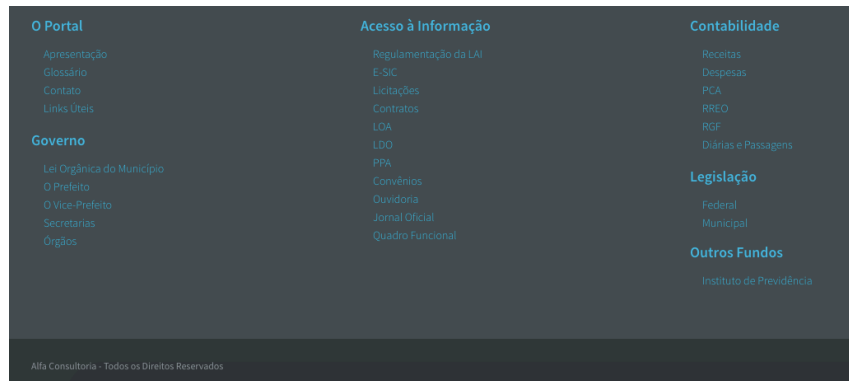 O Portal
Apresentação
Glossário
Contato
Links Úteis
Governo
Lei Orgânica do Município
O Prefeito
O Vice-Prefeito
Secretarias
Órgãos
Acesso à Informação
Regulamentação da LAI
E-SIC
Licitações
Contratos
LOA
LDO
PPA
Convênios
Ouvidoria
Jornal Oficial
Quadro Funcional
Contabilidade
Receitas
Despesas
PCA
RREO
RGF
Diárias e Passagens
Legislação
Federal
Municipal
Outros Fundos
Instituto de Previdência
Alfa Consultoria - Todos os Direitos Reservados